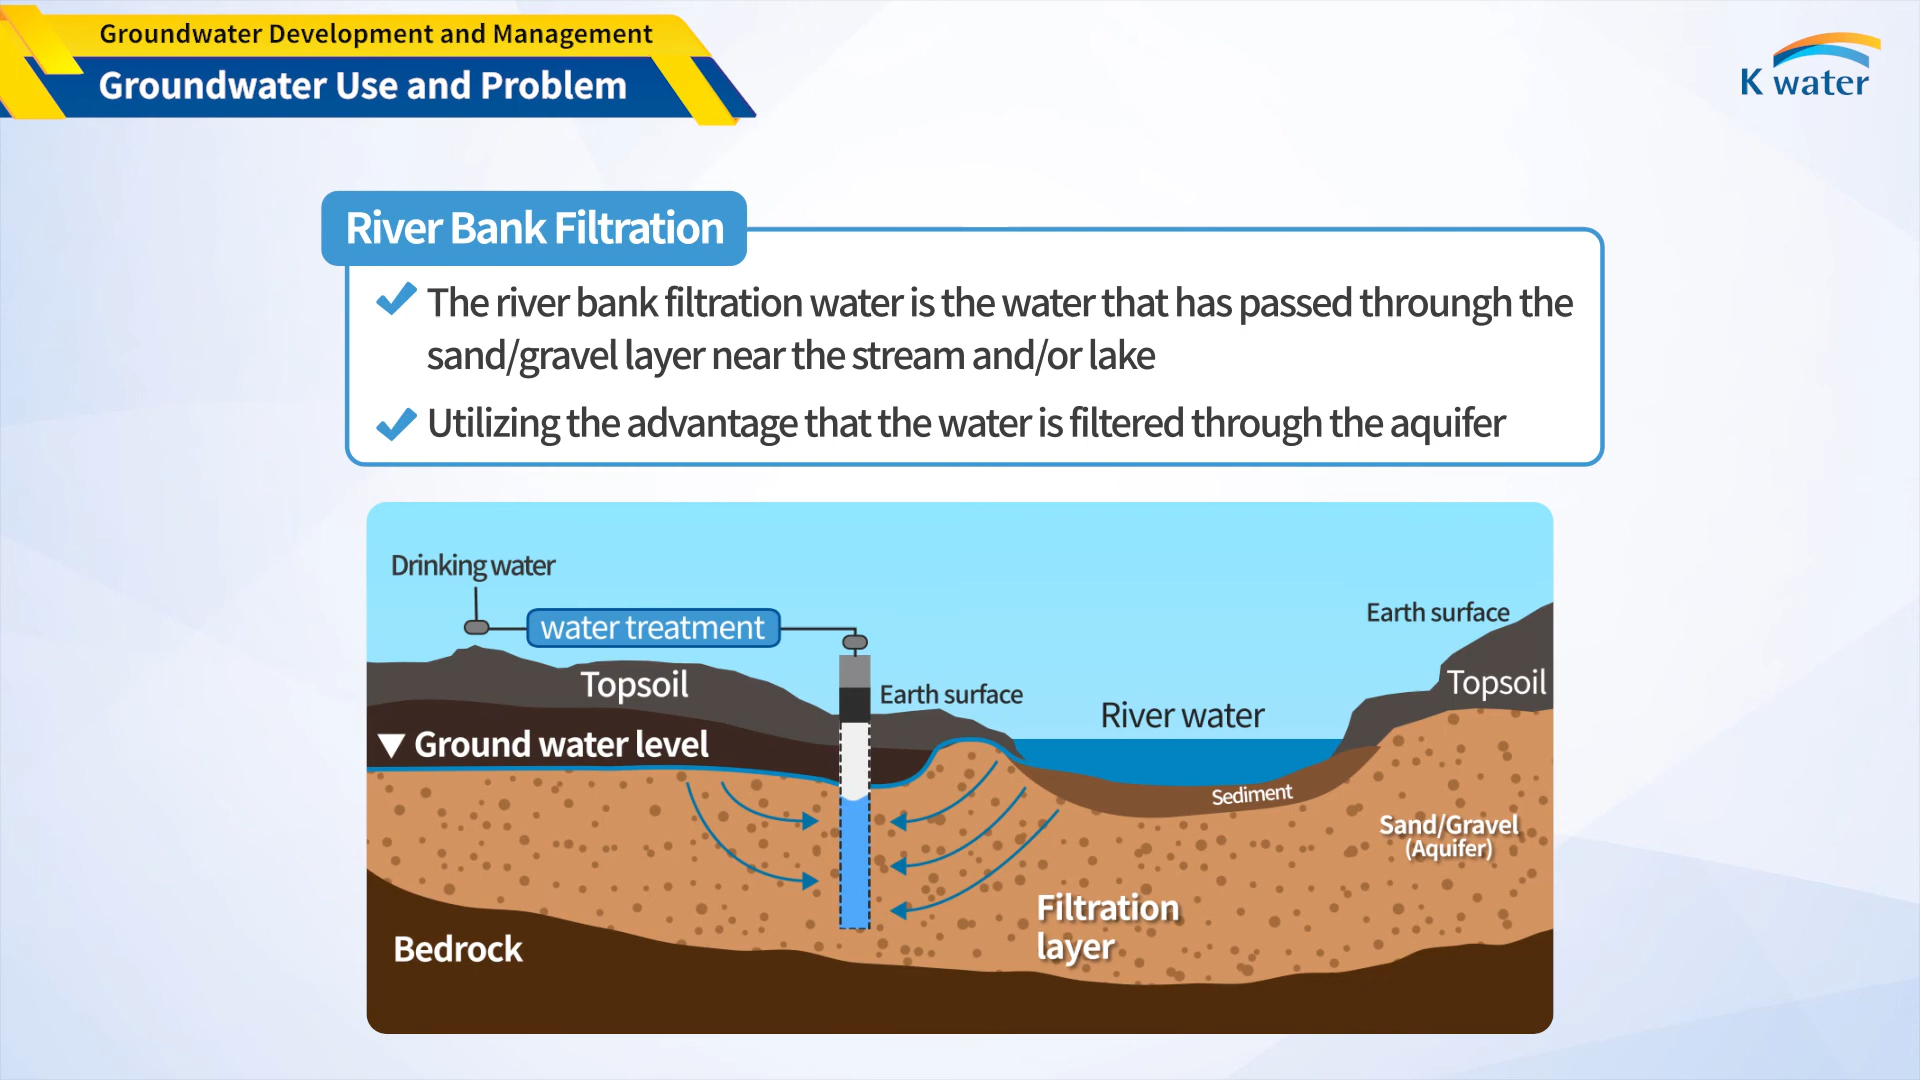 Groundwater Development and Management
Groundwater Use and Problem
K water
River Bank Filtration
The river bank filtration water is the water that has passed throungh the
sand/gravel layer near the stream and/or lake
Utilizing the advantage that the water is filtered through the aquifer
Drinking water
water treatment
Earth surface
Topsoil
Earth surface
Topsoil
River water
Ground water level
Sediment
Sand/Gravel
(Aquifer)
Filtration
layer
Bedrock